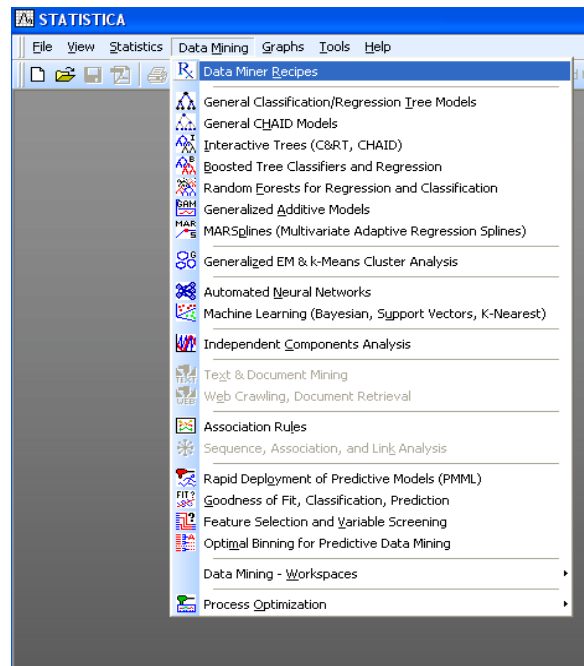 STATISTICA
File View Statistics Data Mining Graphs Tools Help
Data Miner Recipes
General Classification/Regression Tree Models
General CHAID Models
Interactive Trees (C&RT, CHAID)
Boosted Tree Classifiers and Regression
Random Forests for Regression and Classification
Generalized Additive Models
MARSplines (Multivariate Adaptive Regression Splines)
Generalized EM & k-Means Cluster Analysis
Automated Neural Networks
Machine Learning (Bayesian, Support Vectors, K-Nearest)
Independent Components Analysis
Text & Document Mining
Web Crawling, Document Retrieval
Association Rules
Sequence, Association, and Link Analysis
Rapid Deployment of Predictive Models (PMML)
Goodness of Fit, Classification, Prediction
Feature Selection and Variable Screening
Optimal Binning for Predictive Data Mining
Data Mining - Workspaces
Process Optimization